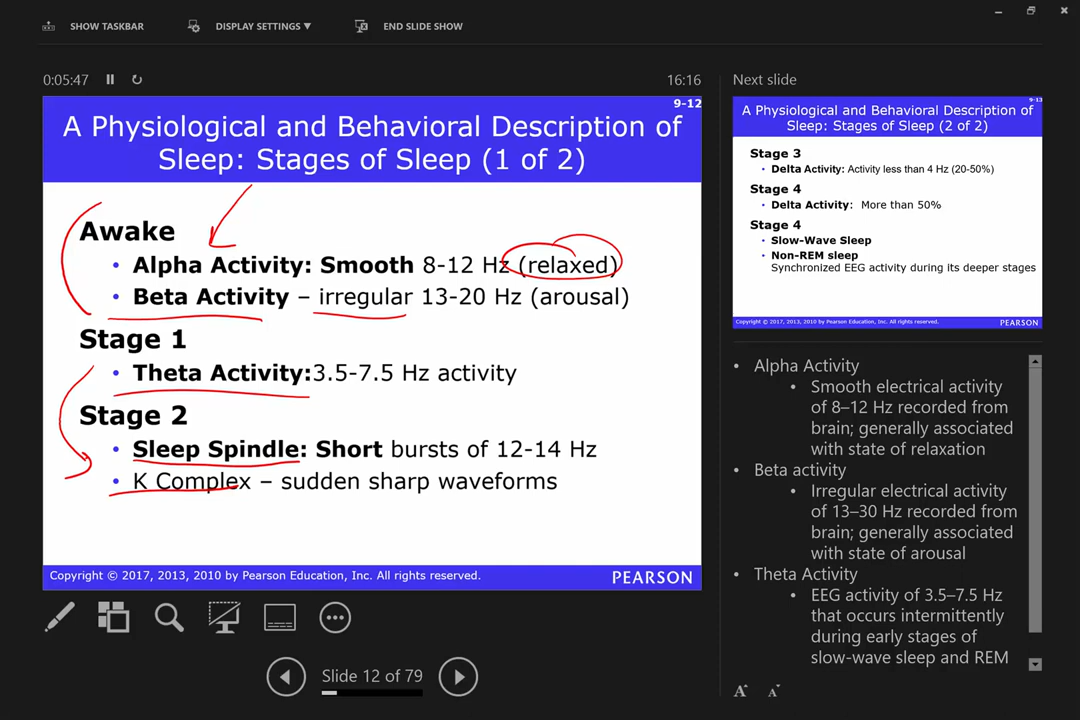 SHOW TASKBAR
DISPLAY SETTINGS ▼
END SLIDE SHOW
0:05:47
16:16
9-12
A Physiological and Behavioral Description of
Sleep: Stages of Sleep (1 of 2)
Awake
• Alpha Activity: Smooth 8-12 Hz (relaxed)
• Beta Activity – irregular 13-20 Hz (arousal)
Stage 1
• Theta Activity:3.5-7.5 Hz activity
Stage 2
• Sleep Spindle: Short bursts of 12-14 Hz
• K Complex – sudden sharp waveforms
Copyright © 2017, 2013, 2010 by Pearson Education, Inc. All rights reserved.
PEARSON
Slide 12 of 79
Next slide
9-13
A Physiological and Behavioral Description of
Sleep: Stages of Sleep (2 of 2)
Stage 3
• Delta Activity: Activity less than 4 Hz (20-50%)
Stage 4
• Delta Activity: More than 50%
Stage 4
• Slow-Wave Sleep
• Non-REM sleep
Synchronized EEG activity during its deeper stages
Copyright © 2017, 2013, 2010 by Pearson Education, Inc. All rights reserved.
PEARSON
• Alpha Activity
• Smooth electrical activity
of 8–12 Hz recorded from
brain; generally associated
with state of relaxation
• Beta activity
• Irregular electrical activity
of 13–30 Hz recorded from
brain; generally associated
with state of arousal
• Theta Activity
• EEG activity of 3.5–7.5 Hz
that occurs intermittently
during early stages of
slow-wave sleep and REM
A A